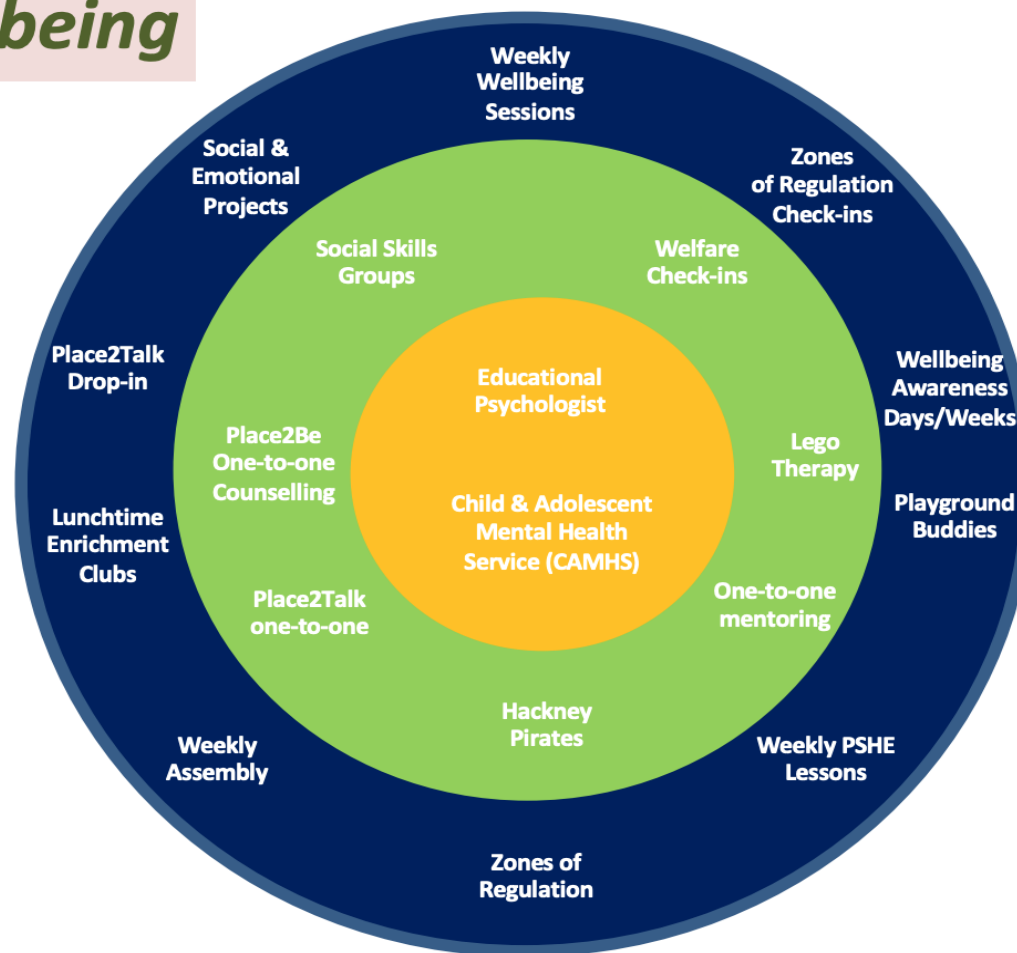 being
Weekly
Wellbeing
Sessions
Social &
Emotional
Projects
Zones
of Regulation
Check-ins
Social Skills
Groups
Welfare
Check-ins
Place2Talk
Drop-in
Wellbeing
Awareness
Days/Weeks
Educational
Psychologist
Place2Be
One-to-one
Counselling
Lego
Therapy
Child & Adolescent
Mental Health
Service (CAMHS)
Playground
Buddies
Lunchtime
Enrichment
Clubs
Place2Talk
one-to-one
One-to-one
mentoring
Hackney
Pirates
Weekly
Assembly
Weekly PSHE
Lessons
Zones of
Regulation